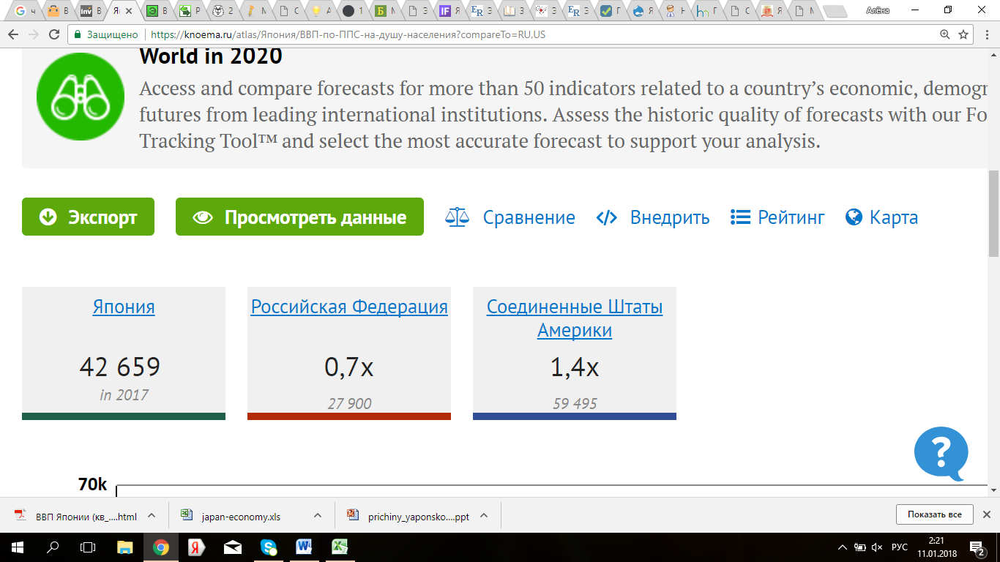 Алёна
Защищено
https://knoema.ru/atlas/Япония/ВВП-по-ППС-на-душу-населения?compareTo=RU,US
World in 2020
Access and compare forecasts for more than 50 indicators related to a country’s economic, demogr
futures from leading international institutions. Assess the historic quality of forecasts with our Fo
Tracking Tool™ and select the most accurate forecast to support your analysis.
Экспорт
Просмотреть данные
Сравнение
Внедрить
Рейтинг
Карта
Япония
42 659
in 2017
Российская Федерация
0,7x
27 900
Соединенные Штаты
Америки
1,4x
59 495
70k
ВВП Японии (кв_....html
japan-economy.xls
prichiny_yaponsko....ppt
Показать все
РУС
2:21
11.01.2018
2